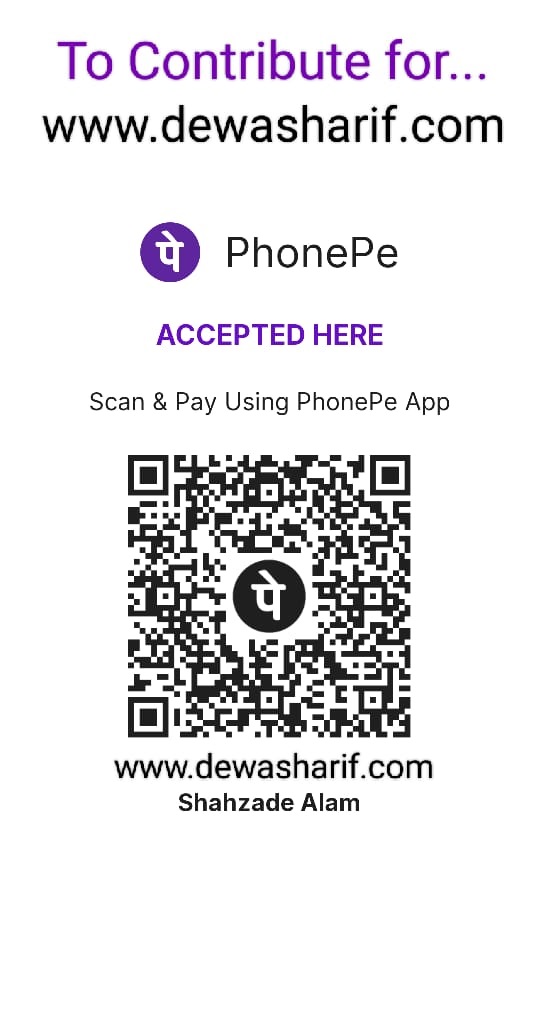 To Contribute for...
www.dewasharif.com
पे PhonePe
ACCEPTED HERE
Scan & Pay Using PhonePe App
पे
www.dewasharif.com
Shahzade Alam